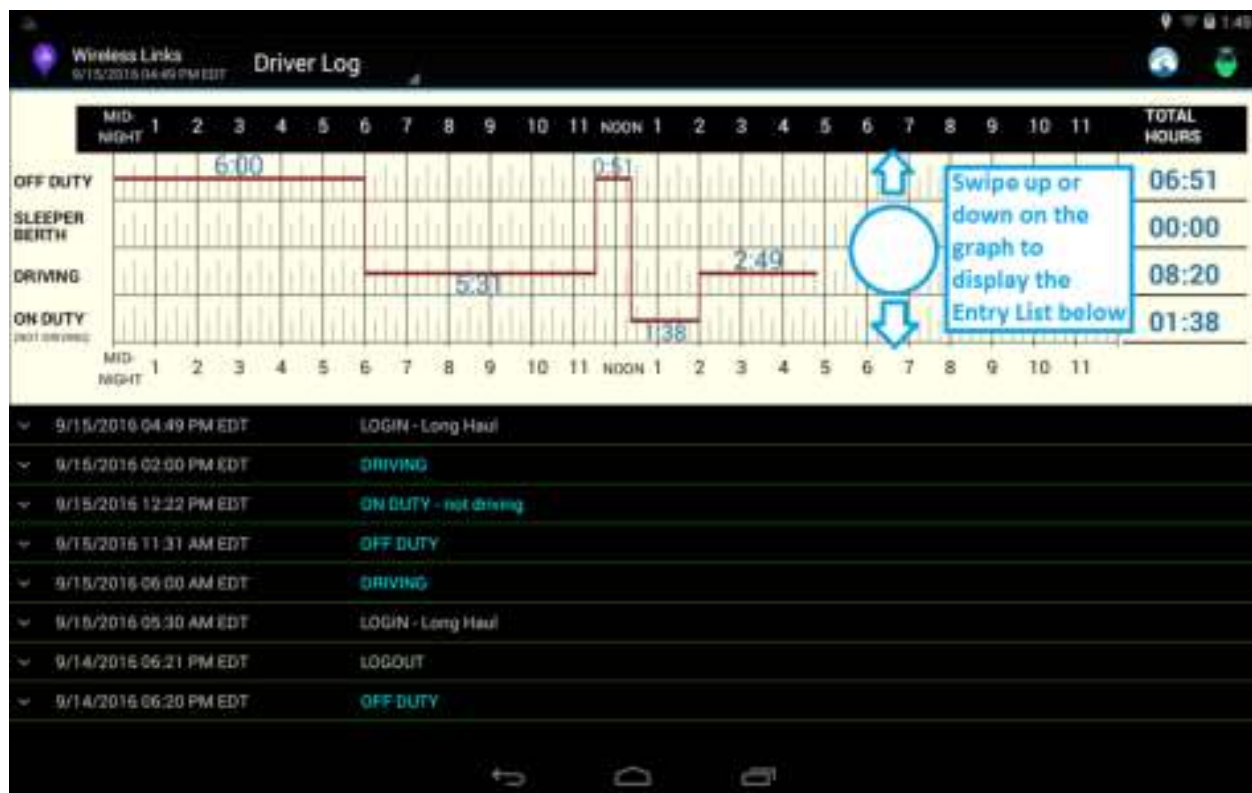 1:49
Wireless Links
9/15/2016 04:49 PM EDT
Driver Log
MID-NIGHT 1 2 3 4 5 6 7 8 9 10 11 NOON 1 2 3 4 5 6 7 8 9 10 11 TOTAL HOURS
6:00 0:51
OFF DUTY 06:51
SLEEPER BERTH 00:00
2:49
DRIVING 08:20
5:31
ON DUTY 01:38
(NOT DRIVING)
1:38
Swipe up or
down on the
graph to
display the
Entry List below
MID-NIGHT 1 2 3 4 5 6 7 8 9 10 11 NOON 1 2 3 4 5 6 7 8 9 10 11
9/15/2016 04:49 PM EDT LOGIN - Long Haul
9/15/2016 02:00 PM EDT DRIVING
9/15/2016 12:22 PM EDT ON DUTY - not driving
9/15/2016 11:31 AM EDT OFF DUTY
9/15/2016 06:00 AM EDT DRIVING
9/15/2016 05:30 AM EDT LOGIN - Long Haul
9/14/2016 06:21 PM EDT LOGOUT
9/14/2016 06:20 PM EDT OFF DUTY